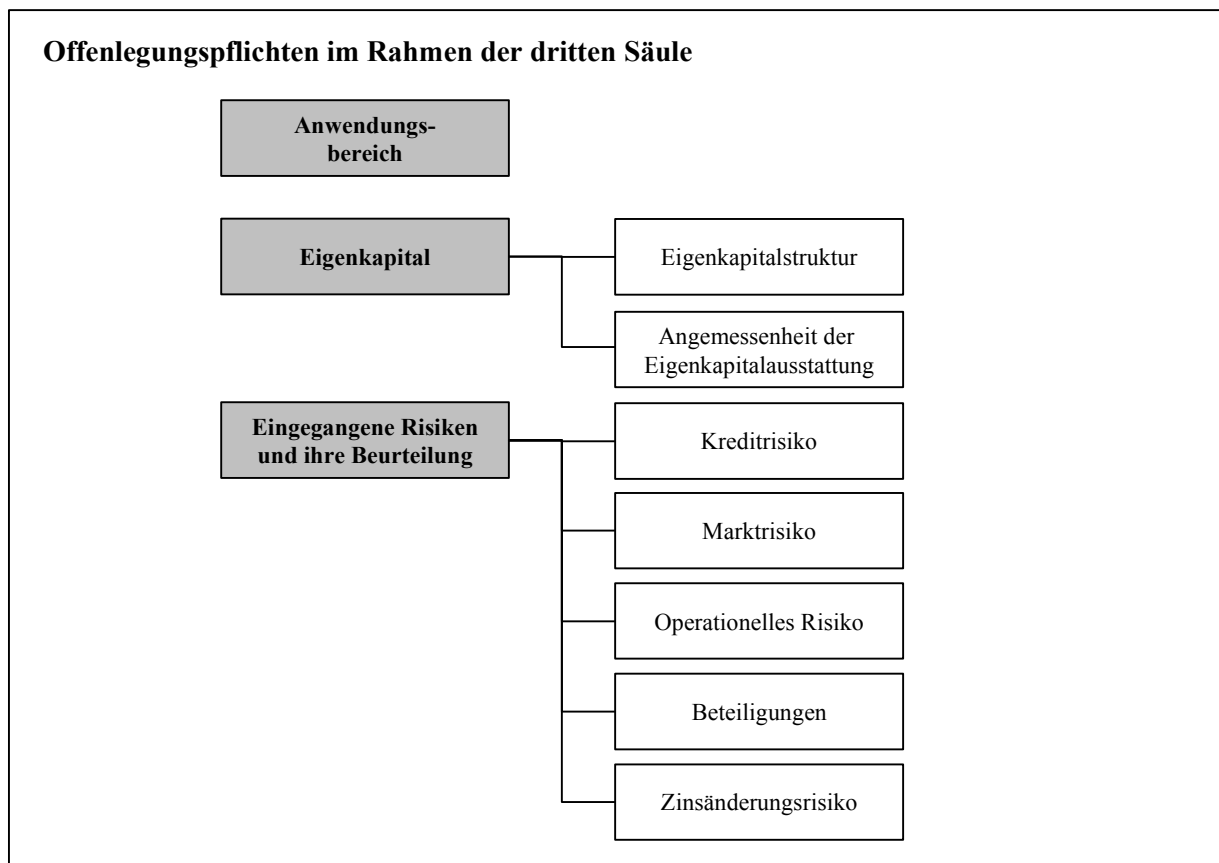 Offenlegungspflichten im Rahmen der dritten Säule
Anwendungs-
bereich
Eigenkapital
Eigenkapitalstruktur
Angemessenheit der
Eigenkapitalausstattung
Eingegangene Risiken
und ihre Beurteilung
Kreditrisiko
Marktrisiko
Operationelles Risiko
Beteiligungen
Zinsänderungsrisiko